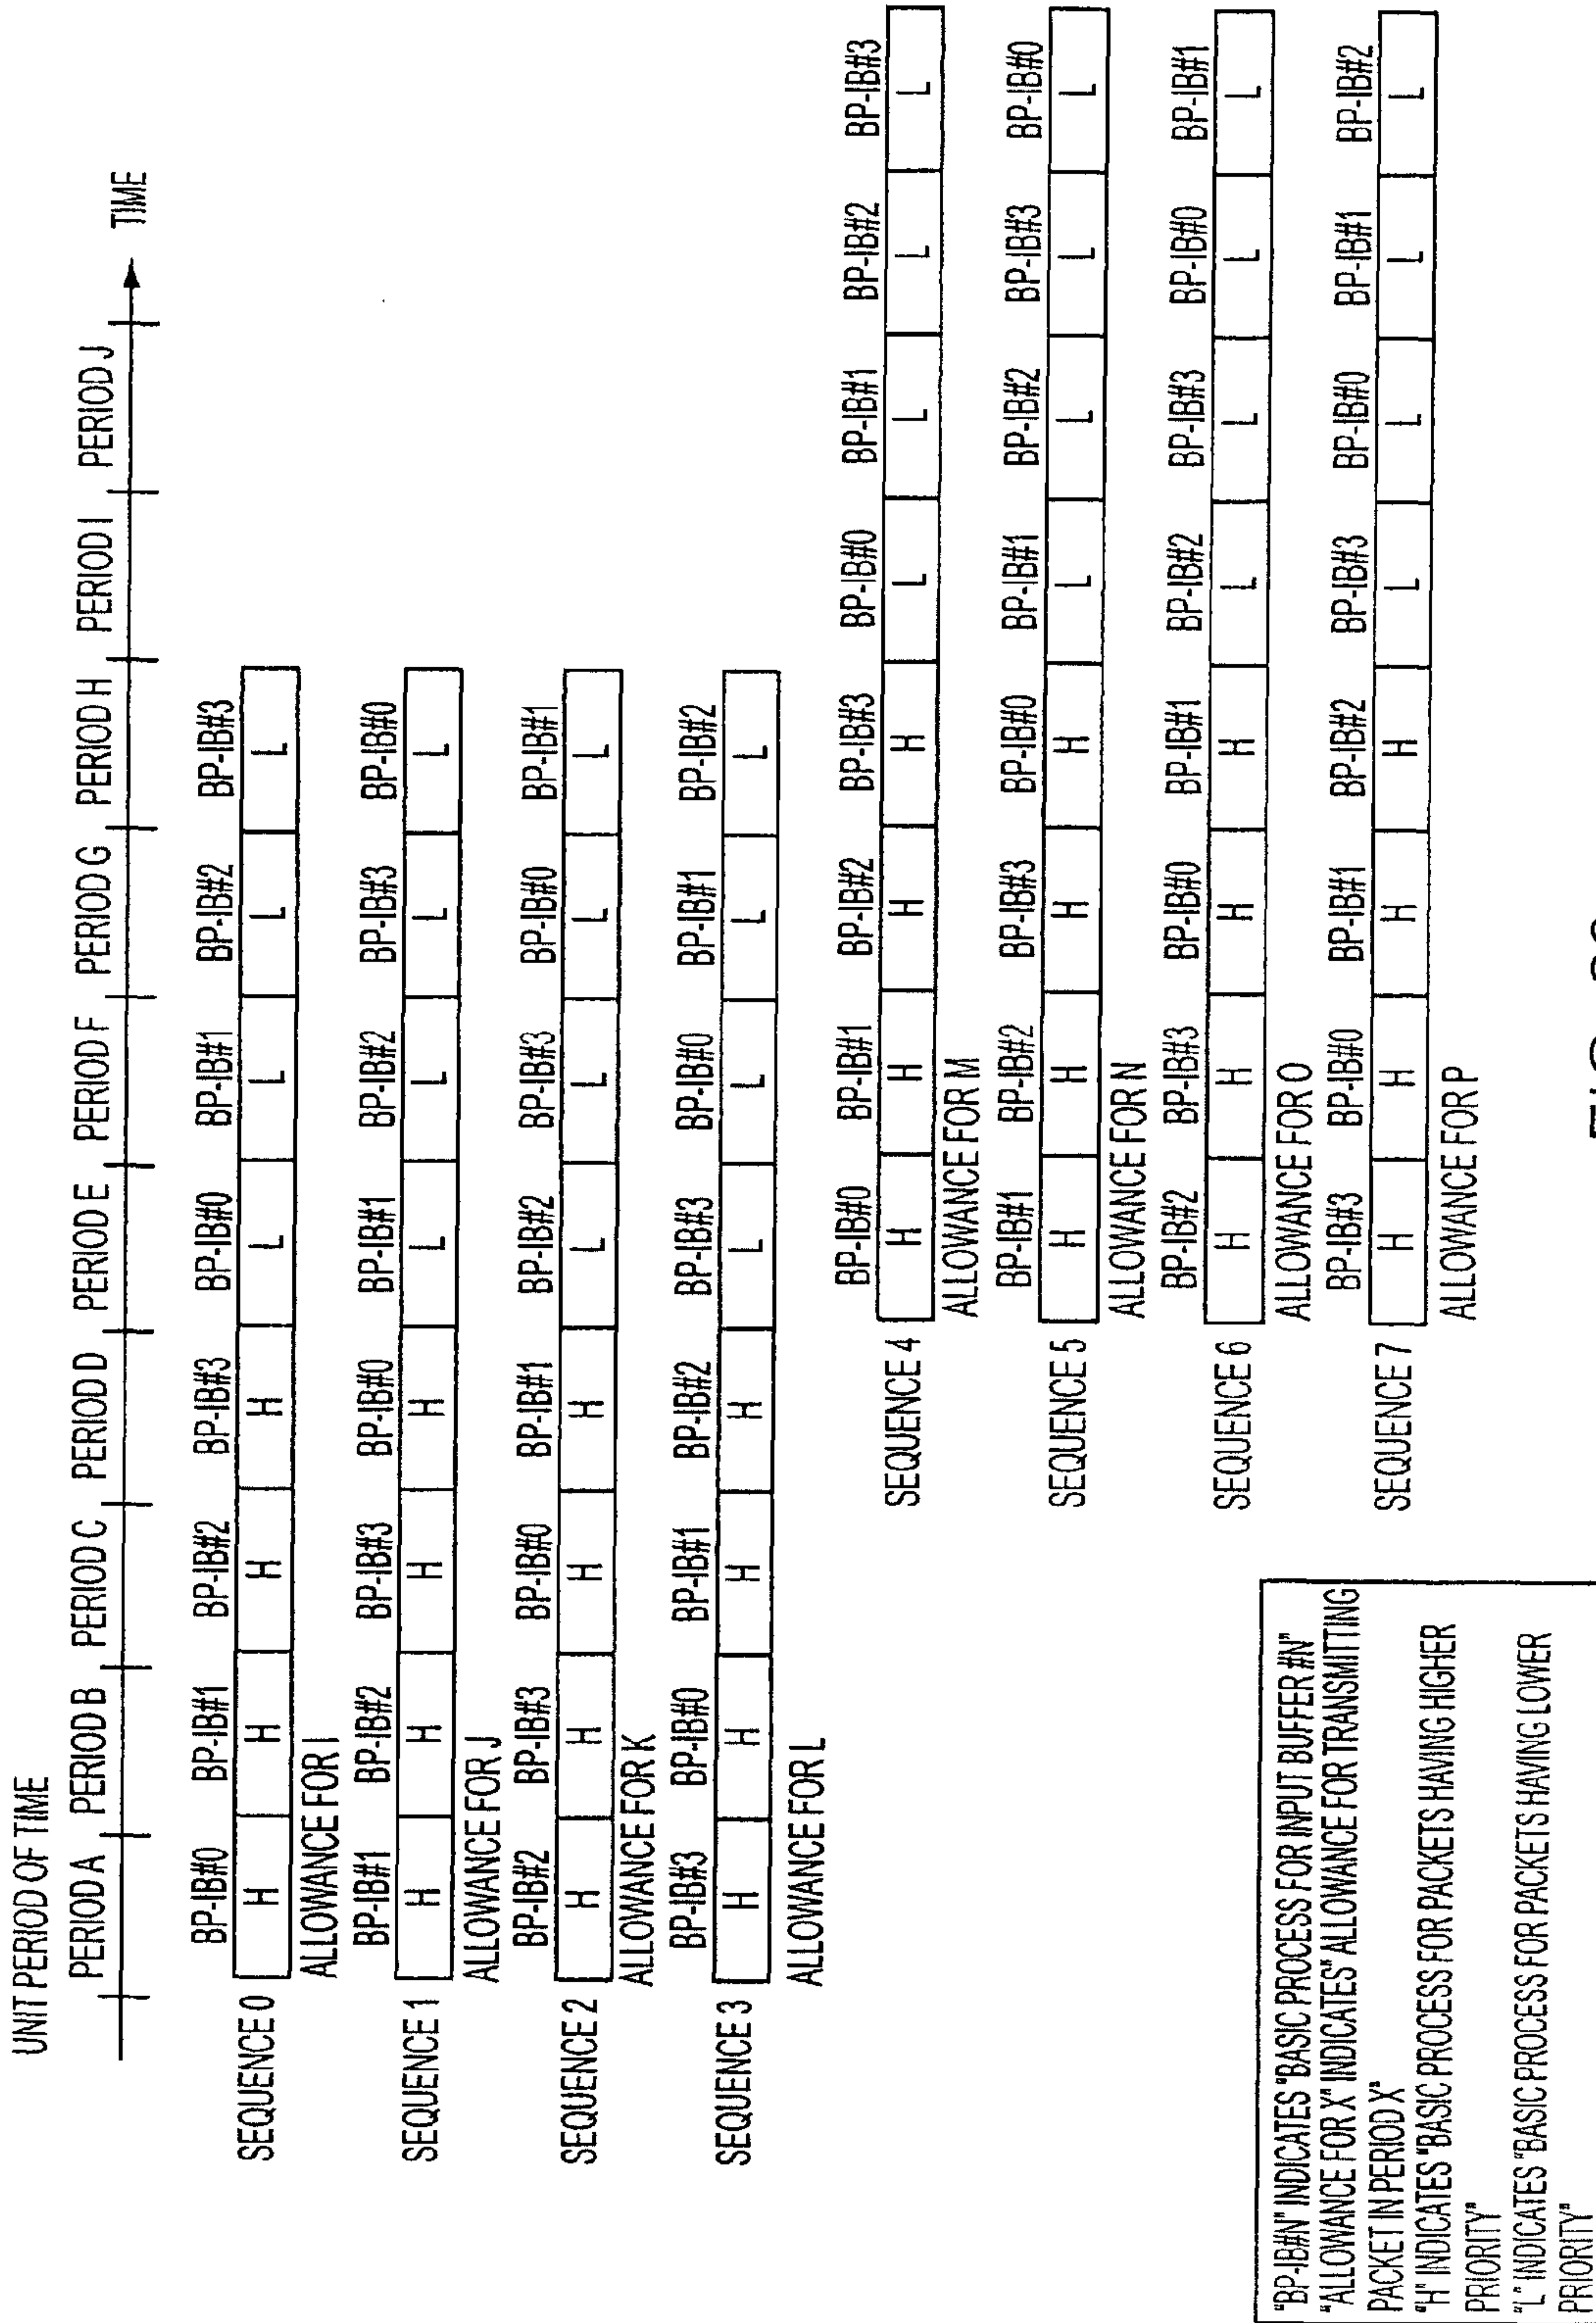 UNIT PERIOD OF TIME
PERIOD A PERIOD B PERIOD C PERIOD D PERIOD E PERIOD F PERIOD G PERIOD H PERIOD I PERIOD J
TIME
BP-IB#0 BP-IB#1 BP-IB#2 BP-IB#3 BP-IB#0 BP-IB#1 BP-IB#2 BP-IB#3
SEQUENCE 0 H H H H L L L L
ALLOWANCE FOR I
BP-IB#1 BP-IB#2 BP-IB#3 BP-IB#0 BP-IB#1 BP-IB#2 BP-IB#3 BP-IB#0
SEQUENCE 1 H H H H L L L L
ALLOWANCE FOR J
BP-IB#2 BP-IB#3 BP-IB#0 BP-IB#1 BP-IB#2 BP-IB#3 BP-IB#0 BP-IB#1
SEQUENCE 2 H H H H L L L L
ALLOWANCE FOR K
BP-IB#3 BP-IB#0 BP-IB#1 BP-IB#2 BP-IB#3 BP-IB#0 BP-IB#1 BP-IB#2
SEQUENCE 3 H H H H L L L L
ALLOWANCE FOR L
BP-IB#0 BP-IB#1 BP-IB#2 BP-IB#3 BP-IB#0 BP-IB#1 BP-IB#2 BP-IB#3
SEQUENCE 4 H H H H L L L L
ALLOWANCE FOR M
BP-IB#1 BP-IB#2 BP-IB#3 BP-IB#0 BP-IB#1 BP-IB#2 BP-IB#3 BP-IB#0
SEQUENCE 5 H H H H L L L L
ALLOWANCE FOR N
BP-IB#2 BP-IB#3 BP-IB#0 BP-IB#1 BP-IB#2 BP-IB#3 BP-IB#0 BP-IB#1
SEQUENCE 6 H H H H L L L L
ALLOWANCE FOR O
BP-IB#3 BP-IB#0 BP-IB#1 BP-IB#2 BP-IB#3 BP-IB#0 BP-IB#1 BP-IB#2
SEQUENCE 7 H H H H L L L L
ALLOWANCE FOR P
"BP-IB#N" INDICATES "BASIC PROCESS FOR INPUT BUFFER #N"
"ALLOWANCE FOR X" INDICATES" ALLOWANCE FOR TRANSMITTING
PACKET IN PERIOD X"
"H" INDICATES "BASIC PROCESS FOR PACKETS HAVING HIGHER
PRIORITY"
"L" INDICATES "BASIC PROCESS FOR PACKETS HAVING LOWER
PRIORITY"